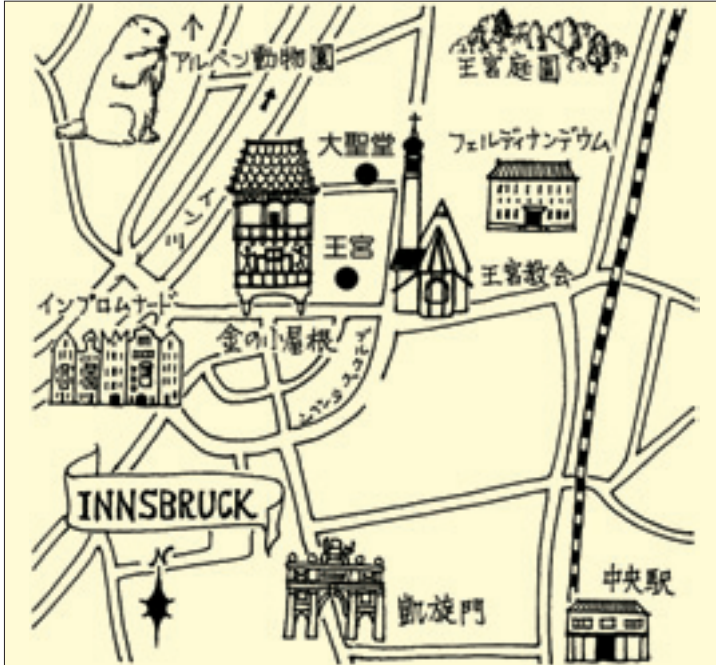 アルペン動物園
王宮庭園
大聖堂
フェルディナンデウム
イン川
王宮
王宮教会
インプロムナード
金の小屋根
INNSBRUCK
N
凱旋門
中央駅